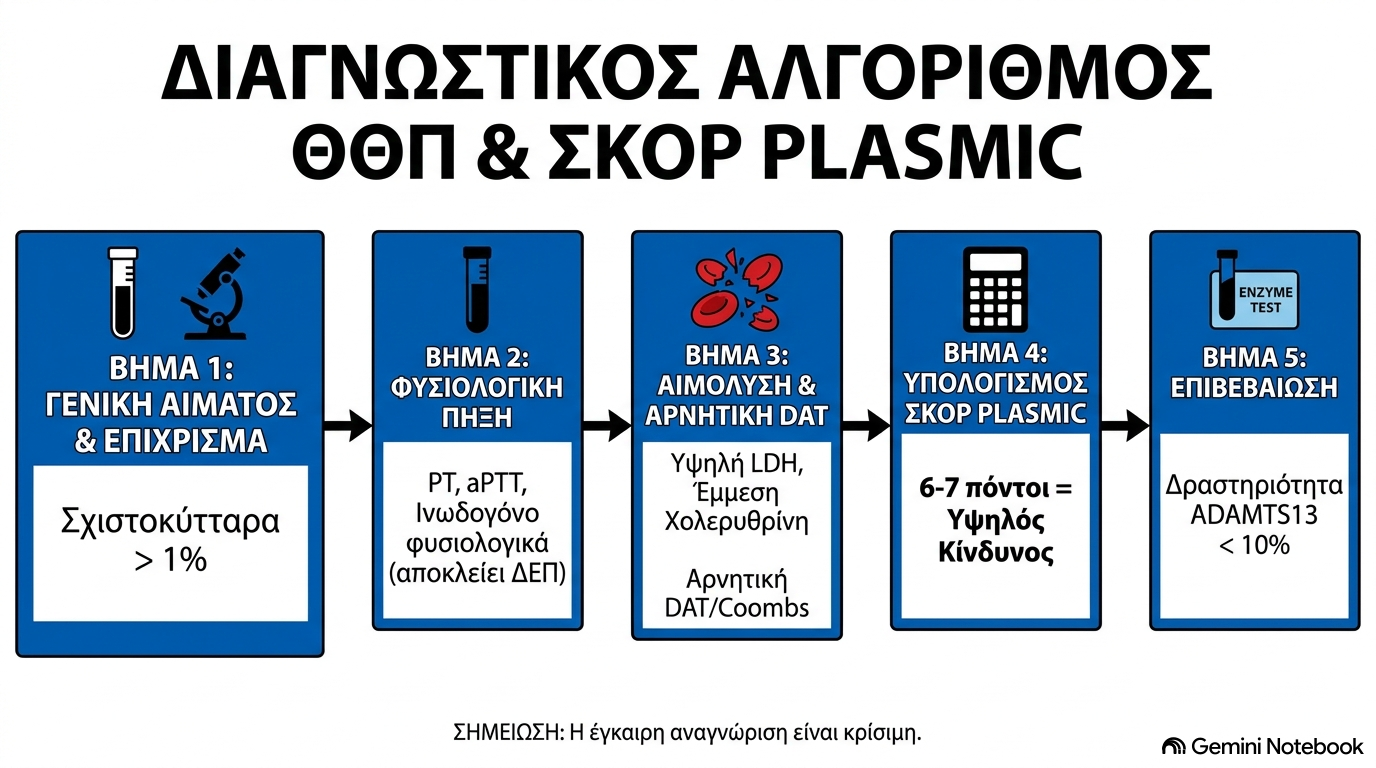 ΔΙΑΓΝΩΣΤΙΚΟΣ ΑΛΓΟΡΙΘΜΟΣ
ΘΘΠ & ΣΚΟΡ PLASMIC
ΒΗΜΑ 1:
ΓΕΝΙΚΗ ΑΙΜΑΤΟΣ
& ΕΠΙΧΡΙΣΜΑ
Σχιστοκύτταρα
> 1%
ΒΗΜΑ 2:
ΦΥΣΙΟΛΟΓΙΚΗ
ΠΗΞΗ
PT, aPTT,
Ινωδογόνο
φυσιολογικά
(αποκλείει ΔΕΠ)
ΒΗΜΑ 3:
ΑΙΜΟΛΥΣΗ &
ΑΡΝΗΤΙΚΗ DAT
Υψηλή LDH,
Έμμεση
Χολερυθρίνη
Αρνητική
DAT/Coombs
ΒΗΜΑ 4:
ΥΠΟΛΟΓΙΣΜΟΣ
ΣΚΟΡ PLASMIC
6-7 πόντοι =
Υψηλός
Κίνδυνος
ENZYME
TEST
ΒΗΜΑ 5:
ΕΠΙΒΕΒΑΙΩΣΗ
Δραστηριότητα
ADAMTS13
< 10%
ΣΗΜΕΙΩΣΗ: Η έγκαιρη αναγνώριση είναι κρίσιμη.
Gemini Notebook